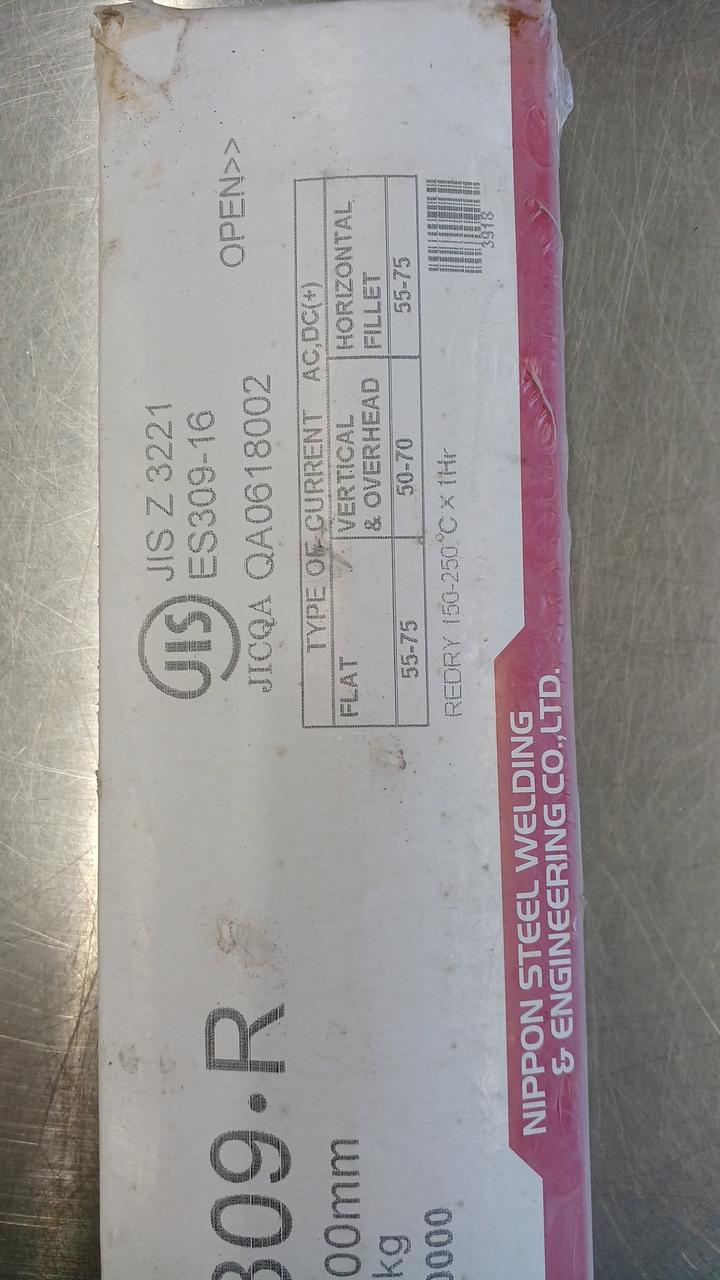 OPEN>>
JIS JIS Z 3221
ES309-16
JICQA QA0618002
TYPE OF CURRENT AC,DC(+)
FLAT VERTICAL & OVERHEAD HORIZONTAL FILLET
55-75 50-70 55-75
REDRY 150-250°C X 1Hr
3918
309·R
00mm
kg
0000
NIPPON STEEL WELDING
& ENGINEERING CO.,LTD.